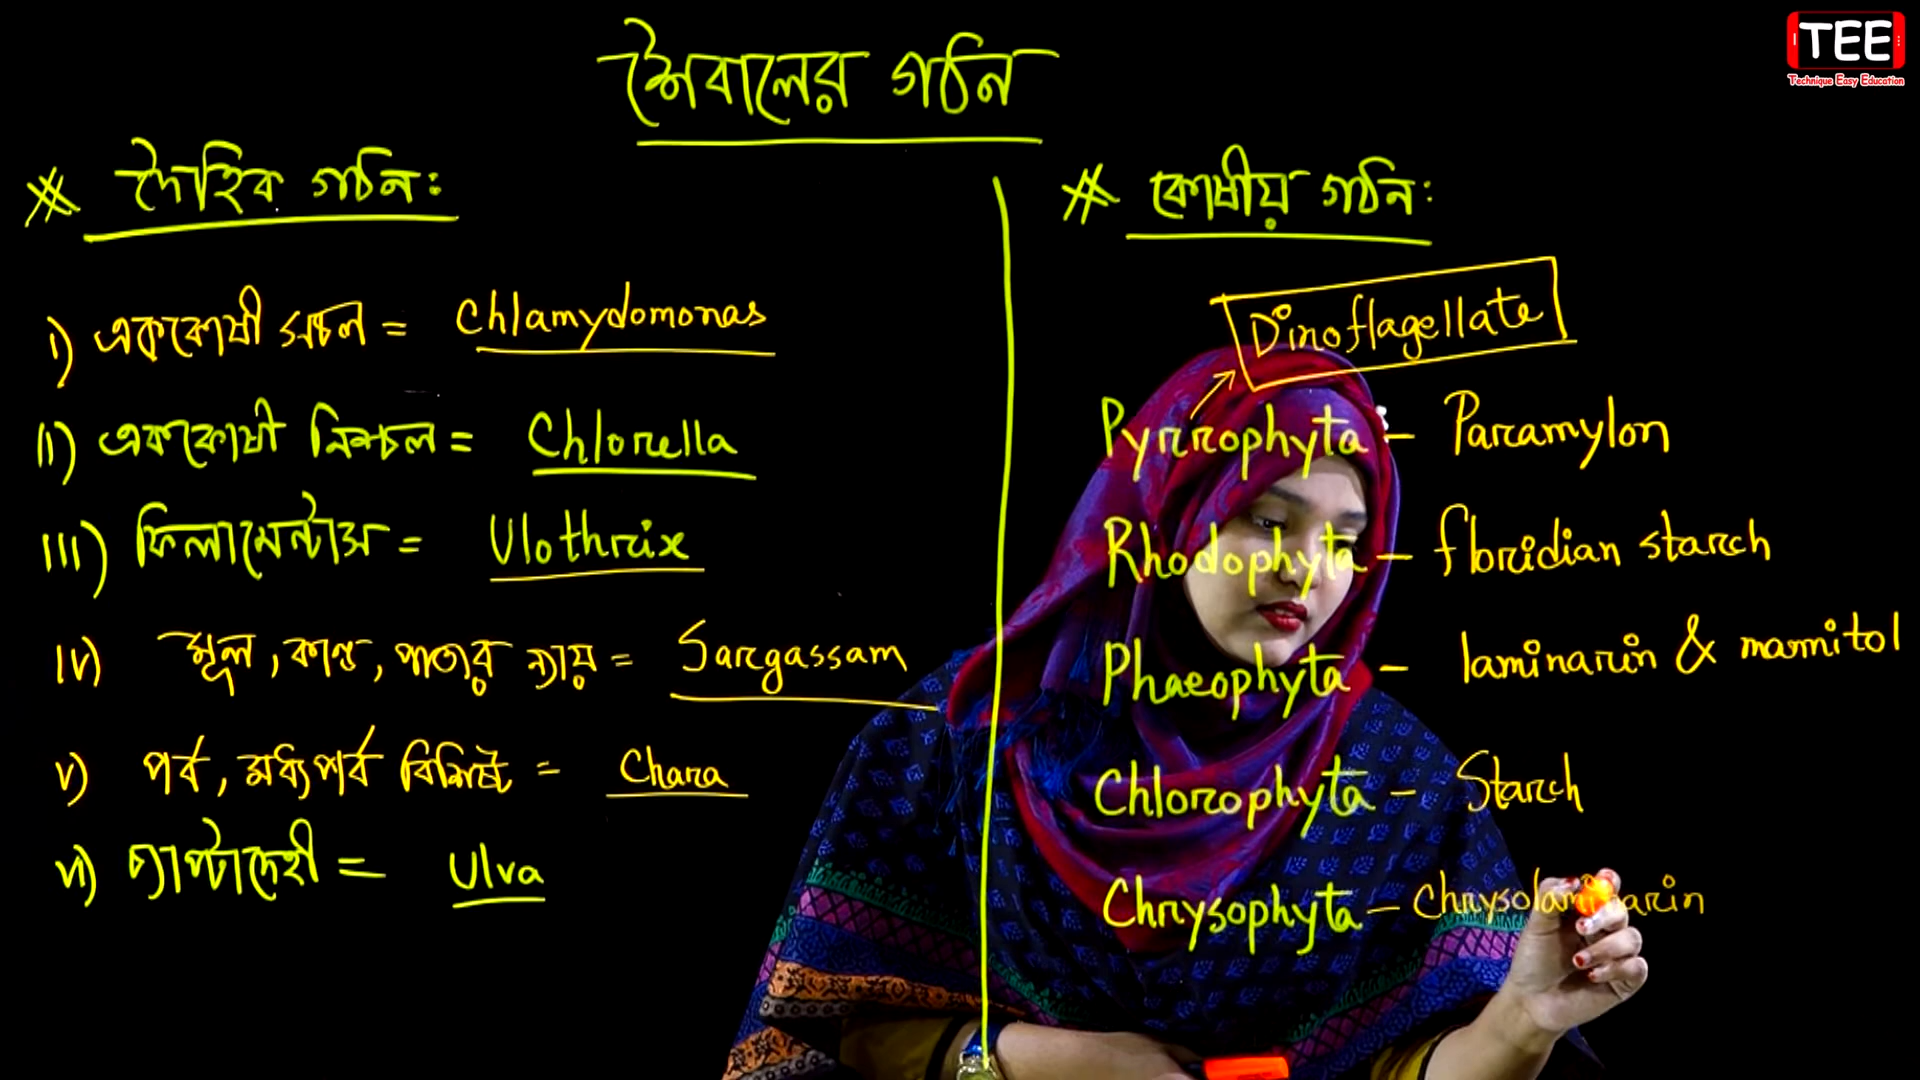 শৈবালের গঠন
TEE
Technique Easy Education
* দৈহিক গঠন:
i) এককোষী সচল = Chlamydomonas
ii) এককোষী নিশ্চল = Chlorella
iii) ফিলামেন্টাস = Ulothrix
iv) মূল, কান্ড, পাতার ন্যায় = Sargassam
v) পর্ব, মধ্যপর্ব বিশিষ্ট = Chara
vi) চ্যাপ্টাদেহী = Ulva
* কোষীয় গঠন:
Dinoflagellate
Pyrrophyta - Paramylon
Rhodophyta - floridian starch
Phaeophyta - laminarin & mannitol
Chlorophyta - Starch
Chrysophyta - Chrysolaminarin